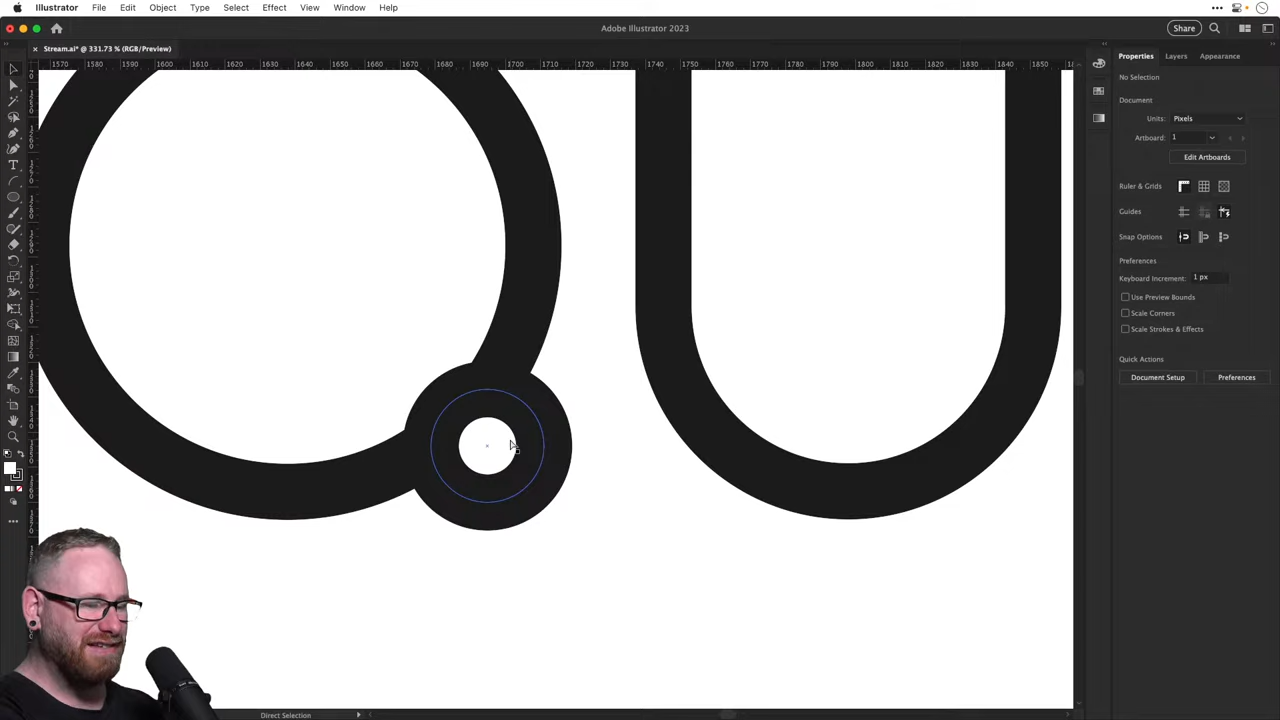 Illustrator File Edit Object Type Select Effect View Window Help
Adobe Illustrator 2023
Share
× Stream.ai* @ 331.73 % (RGB/Preview)
Properties Layers Appearance
1570 1580 1590 1600 1610 1620 1630 1640 1650 1660 1670 1680 1690 1700 1710 1720 1730 1740 1750 1760 1770 1780 1790 1800 1810 1820 1830 1840 1850
No Selection
Document
Units: Pixels
Artboard: 1
Edit Artboards
Ruler & Grids
Guides
Snap Options
Preferences
Keyboard Increment: 1 px
Use Preview Bounds
Scale Corners
Scale Strokes & Effects
Quick Actions
Document Setup Preferences
Direct Selection